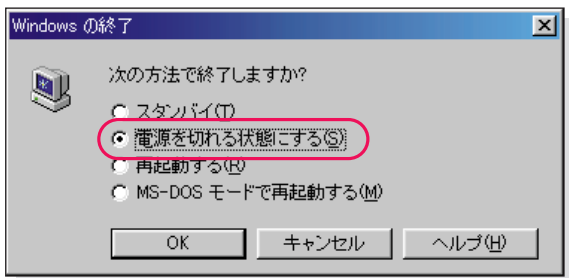 Windows の終了
次の方法で終了しますか?
スタンバイ(T)
電源を切れる状態にする(S)
再起動する(R)
MS-DOS モードで再起動する(M)
OK キャンセル ヘルプ(H)